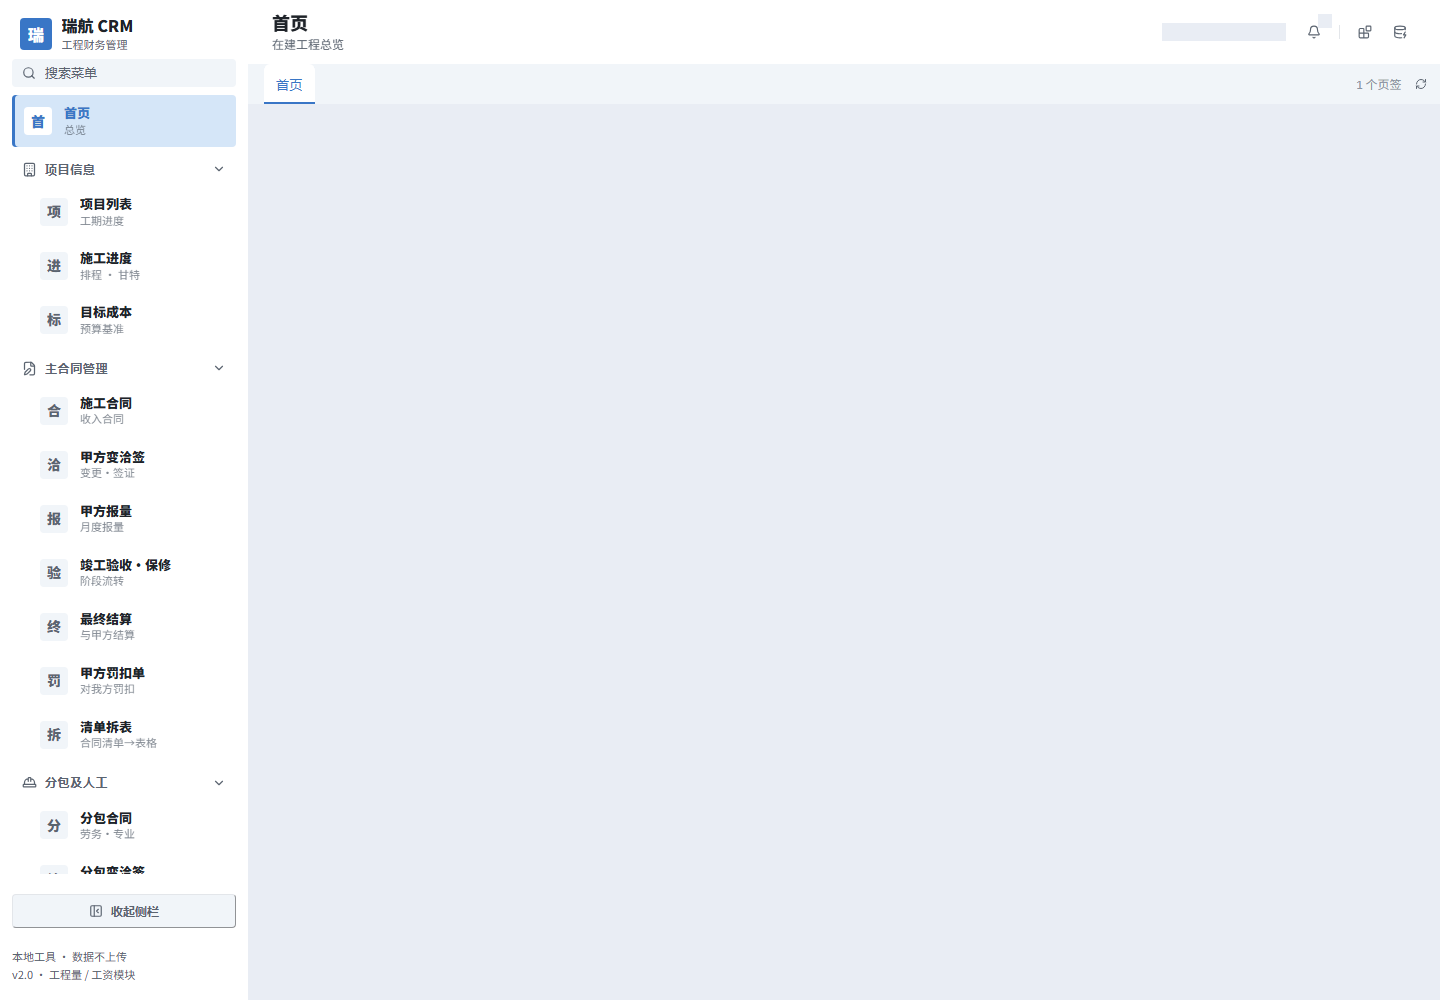 瑞
瑞航 CRM
工程财务管理
搜索菜单
首
首页
总览
项目信息
项
项目列表
工期进度
进
施工进度
排程 · 甘特
标
目标成本
预算基准
主合同管理
合
施工合同
收入合同
洽
甲方变洽签
变更·签证
报
甲方报量
月度报量
验
竣工验收·保修
阶段流转
终
最终结算
与甲方结算
罚
甲方罚扣单
对我方罚扣
拆
清单拆表
合同清单→表格
分包及人工
分
分包合同
劳务·专业
分包变洽签
收起侧栏
本地工具 · 数据不上传
v2.0 · 工程量 / 工资模块
首页
在建工程总览
首页
1 个页签